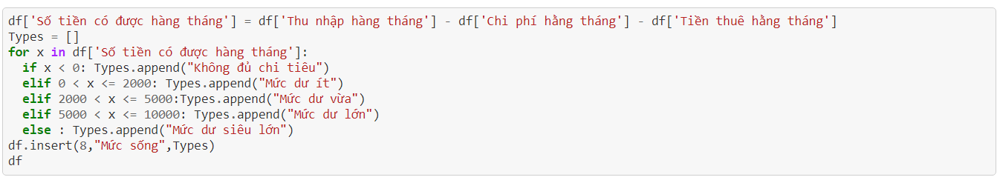 df['Số tiền có được hàng tháng'] = df['Thu nhập hàng tháng'] - df['Chi phí hằng tháng'] - df['Tiền thuê hằng tháng']
Types = []
for x in df['Số tiền có được hàng tháng']:
  if x < 0: Types.append("Không đủ chi tiêu")
  elif 0 < x <= 2000: Types.append("Mức dư ít")
  elif 2000 < x <= 5000:Types.append("Mức dư vừa")
  elif 5000 < x <= 10000: Types.append("Mức dư lớn")
  else : Types.append("Mức dư siêu lớn")
df.insert(8,"Mức sống",Types)
df